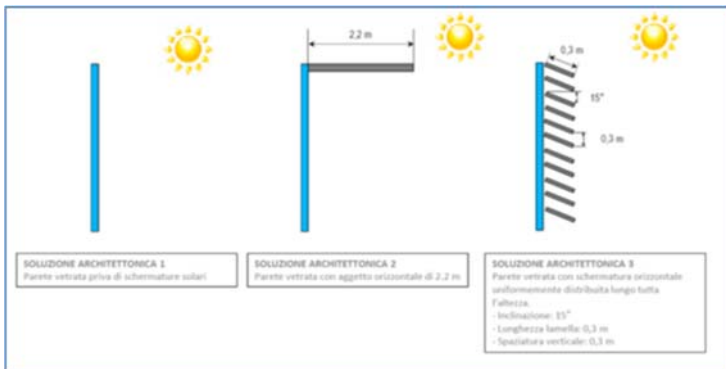 2,2 m
0,3 m
15°
0,3 m
SOLUZIONE ARCHITETTONICA 1
Parete vetrata priva di schermature solari
SOLUZIONE ARCHITETTONICA 2
Parete vetrata con aggetto orizzontale di 2.2 m
SOLUZIONE ARCHITETTONICA 3
Parete vetrata con schermatura orizzontale
uniformemente distribuita lungo tutta
l'altezza.
- Inclinazione: 15°
- Lunghezza lamella: 0,3 m
- Spaziatura verticale: 0,3 m